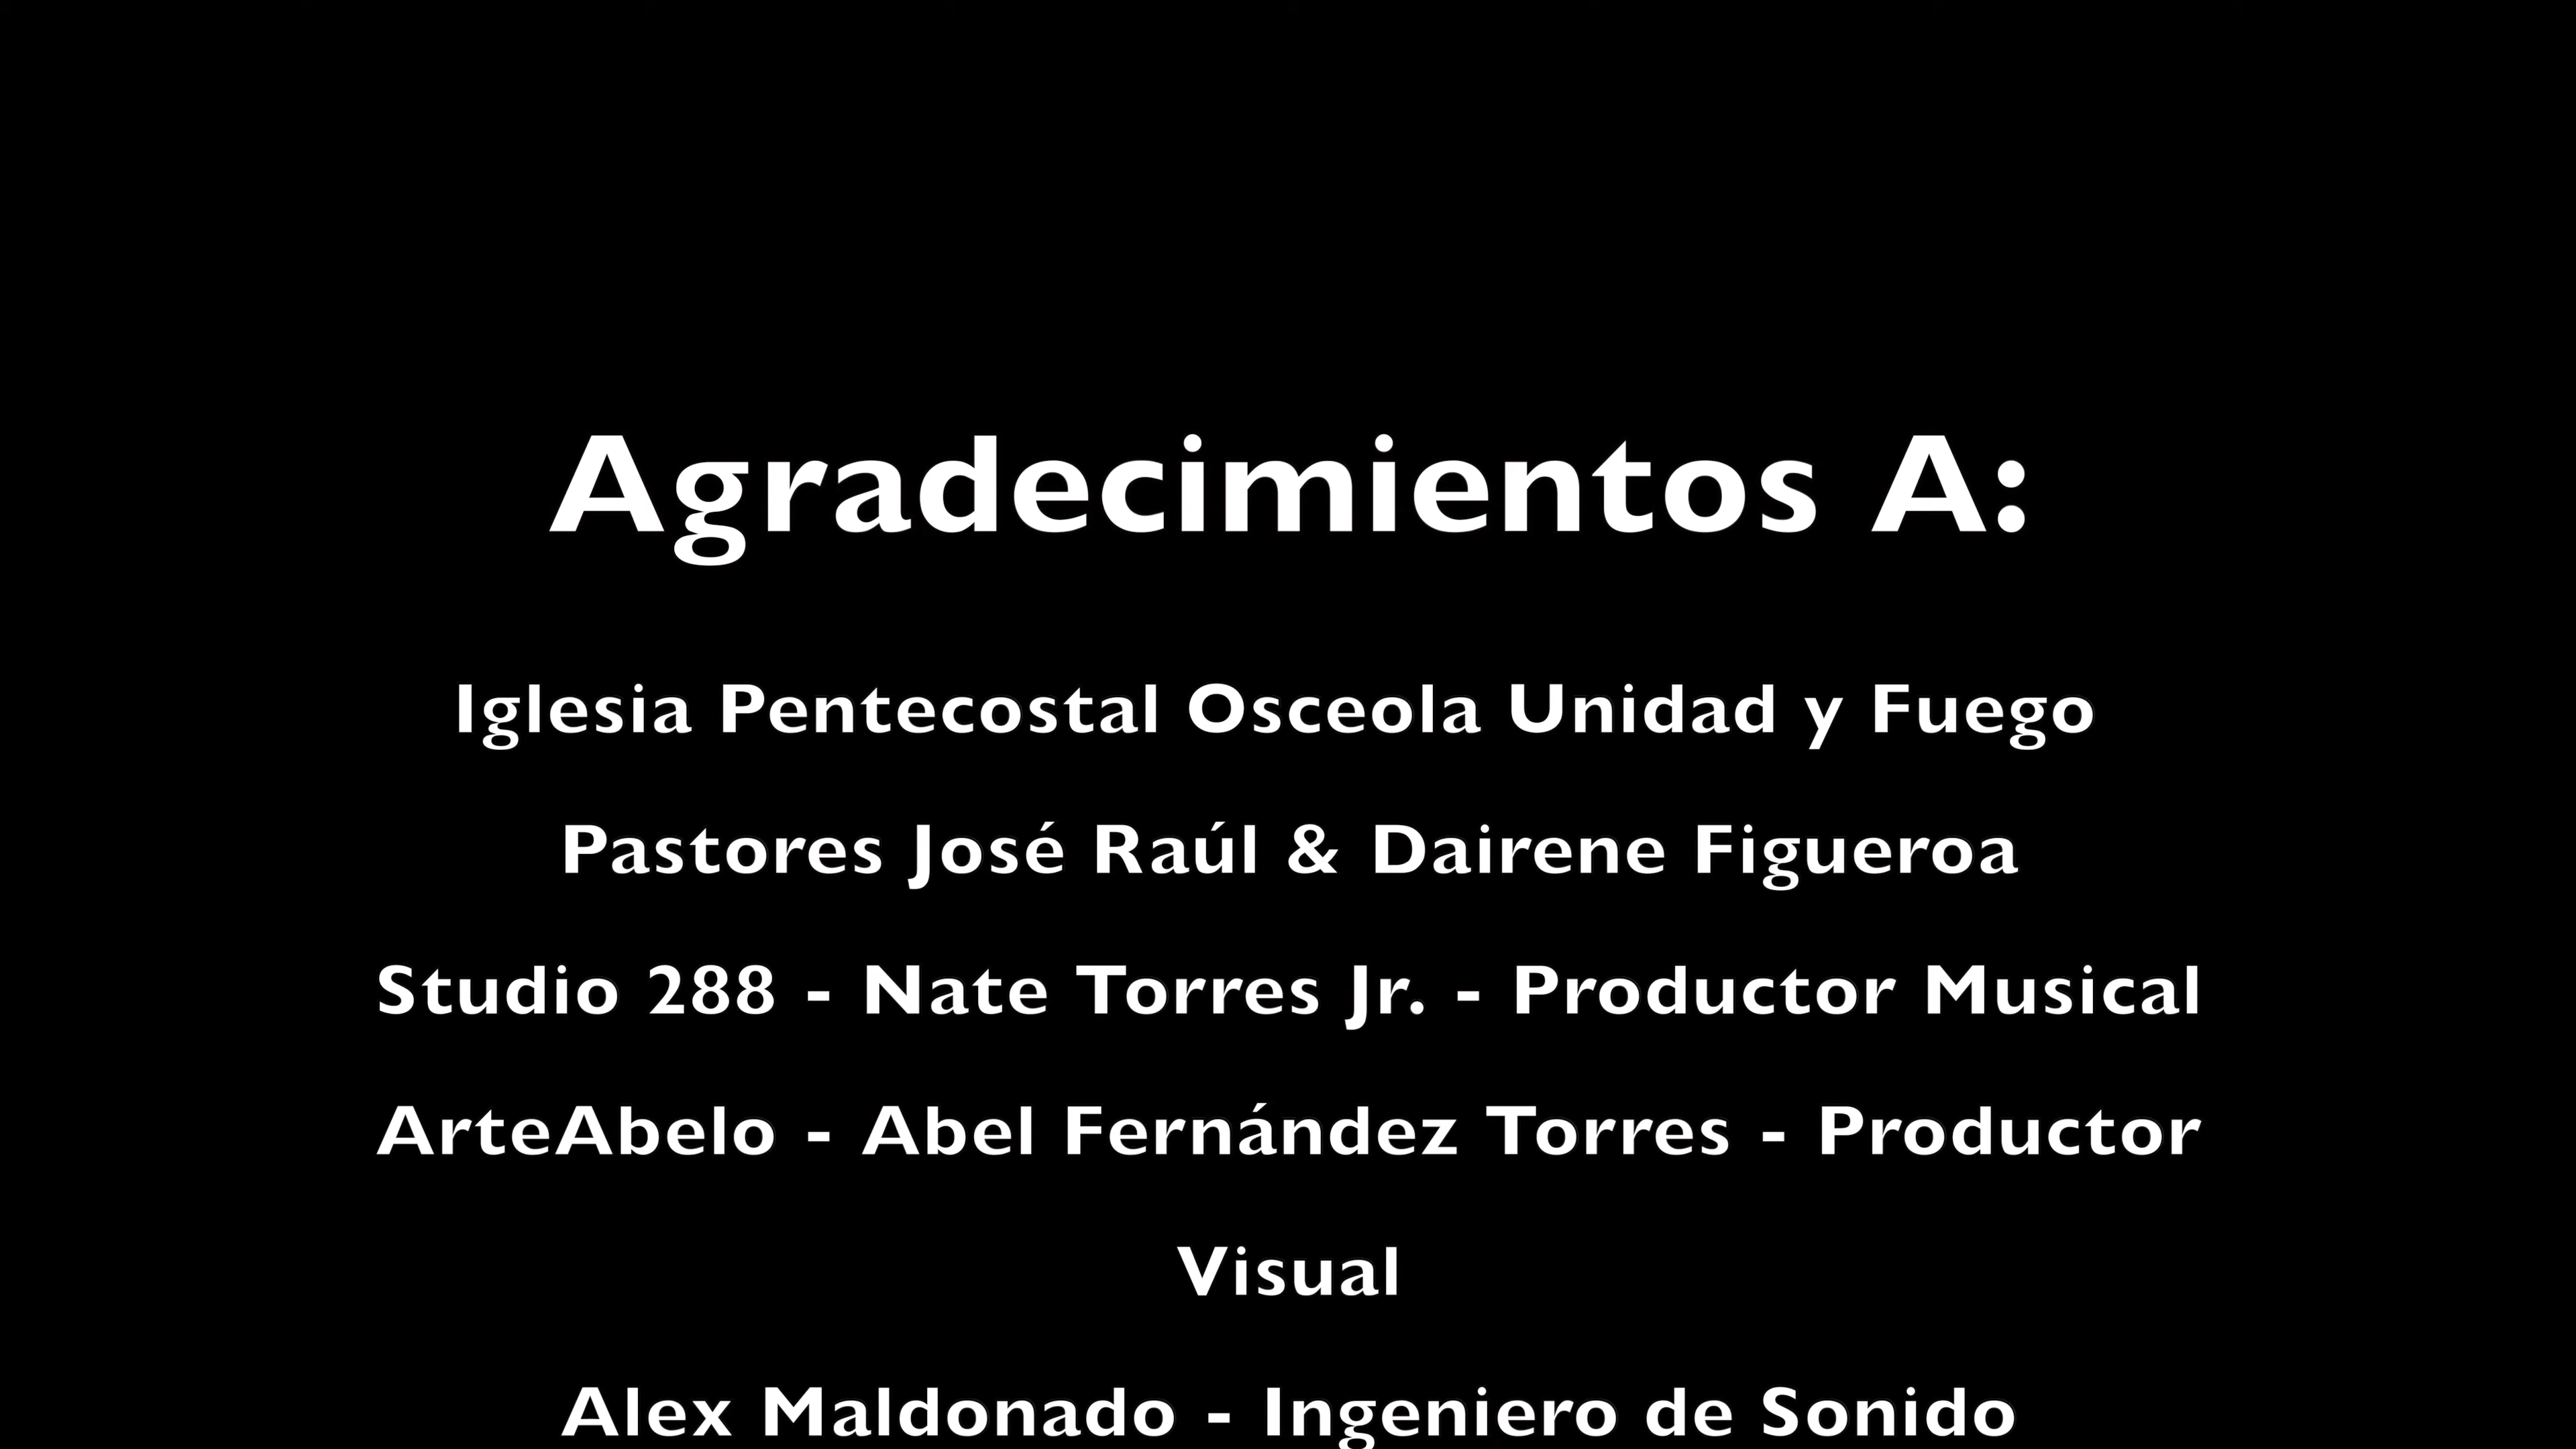 Agradecimientos A:
Iglesia Pentecostal Osceola Unidad y Fuego
Pastores José Raúl & Dairene Figueroa
Studio 288 - Nate Torres Jr. - Productor Musical
ArteAbelo - Abel Fernández Torres - Productor
Visual
Alex Maldonado - Ingeniero de Sonido